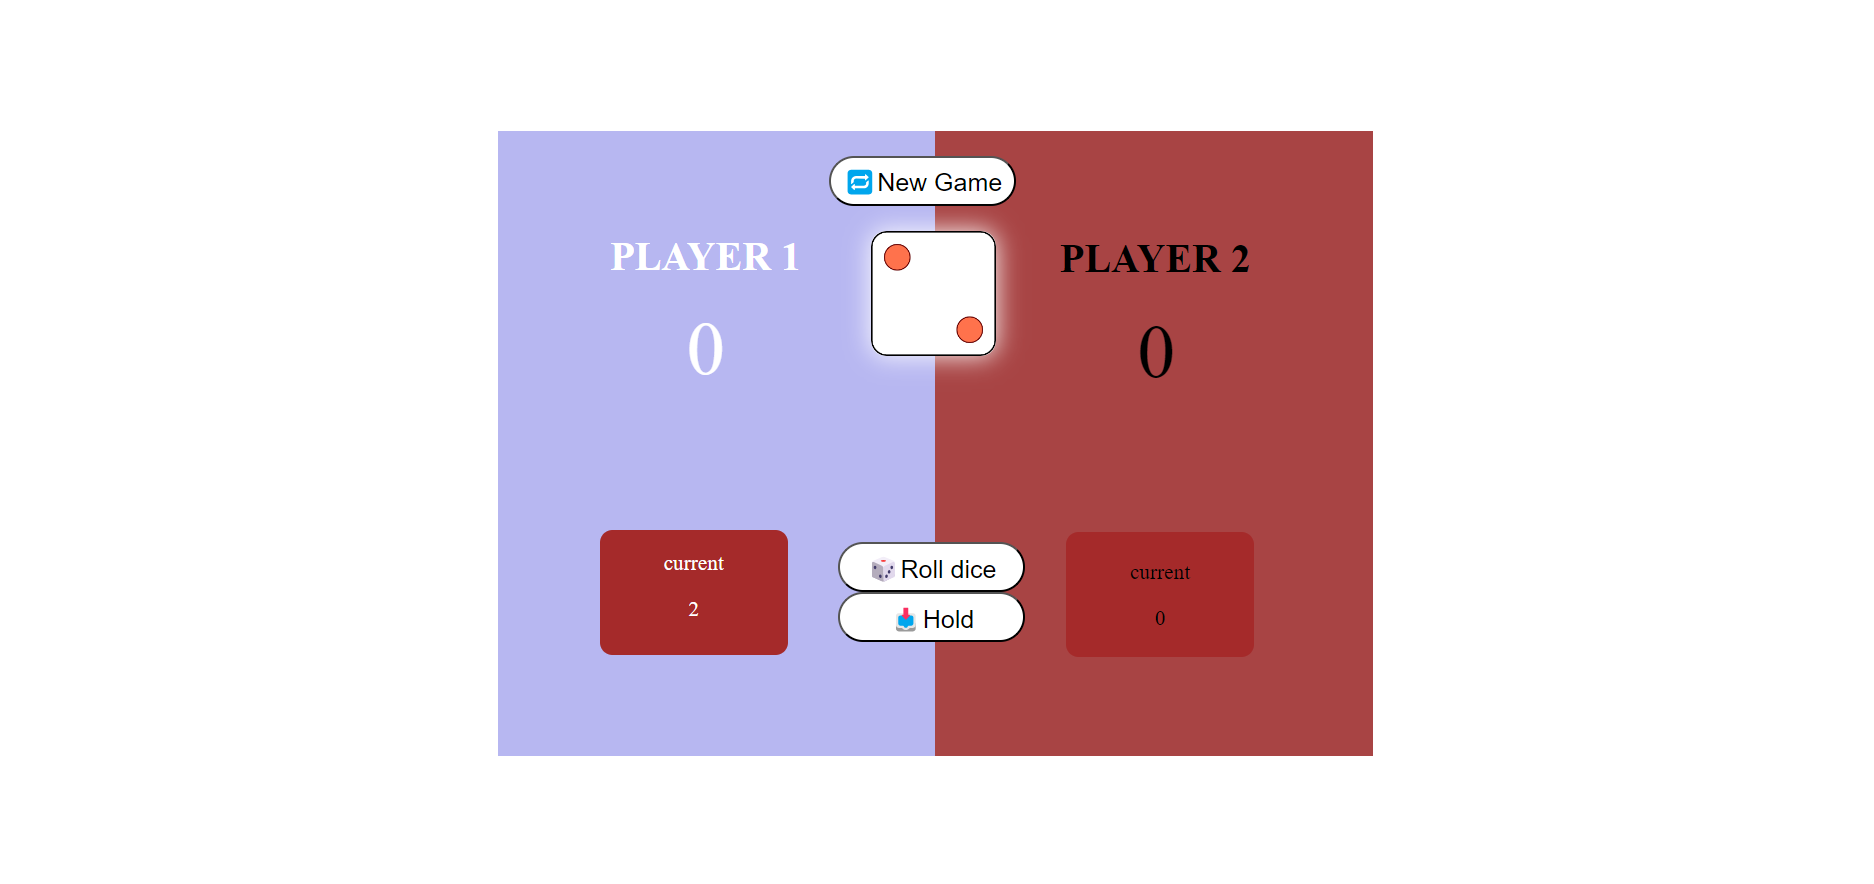 New Game
PLAYER 1
0
PLAYER 2
0
current
2
Roll dice
Hold
current
0